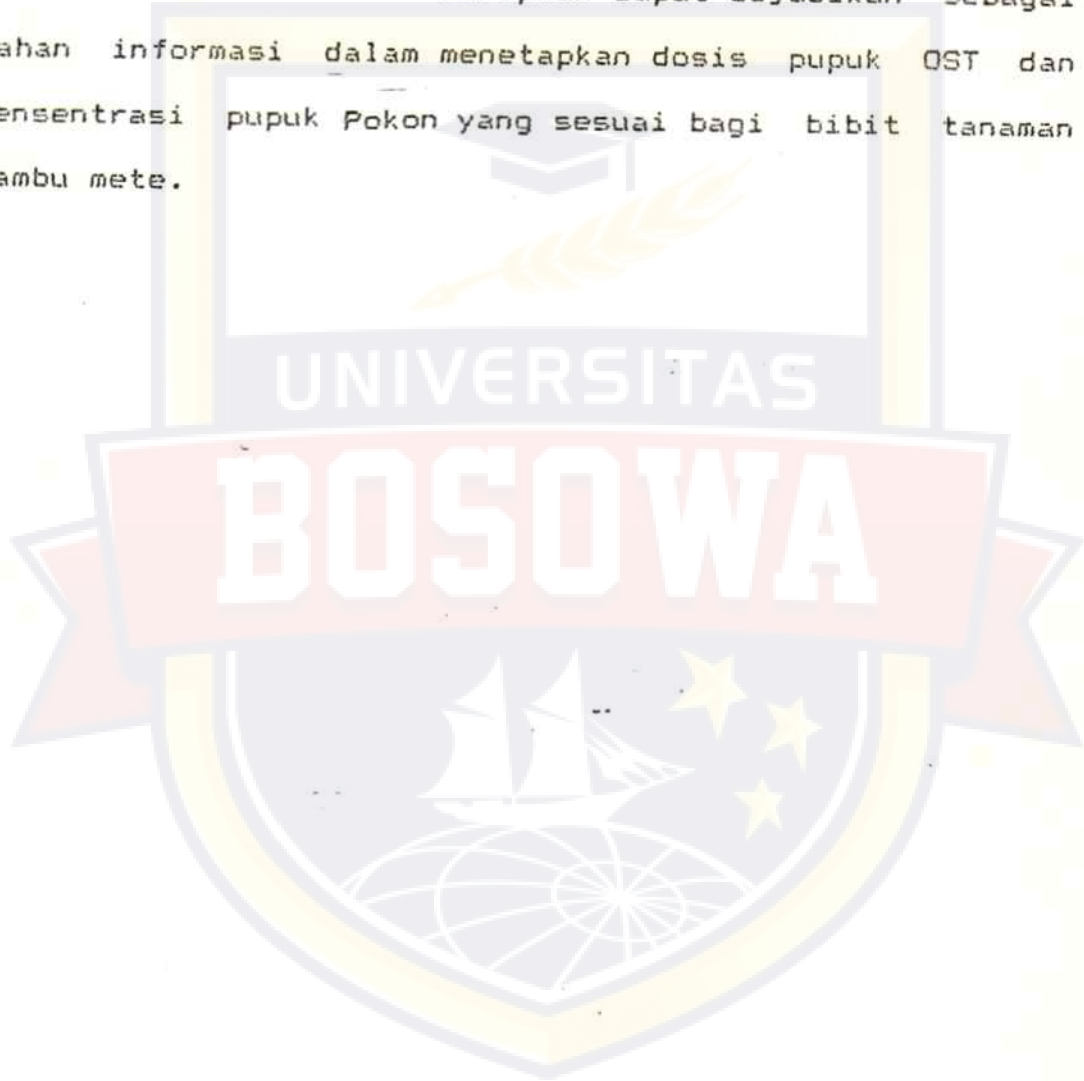 sebagai
ahan informasi dalam menetapkan dosis pupuk OST dan
ensentrasi pupuk Pokon yang sesuai bagi bibit tanaman
ambu mete.
UNIVERSITAS
BOSOWA